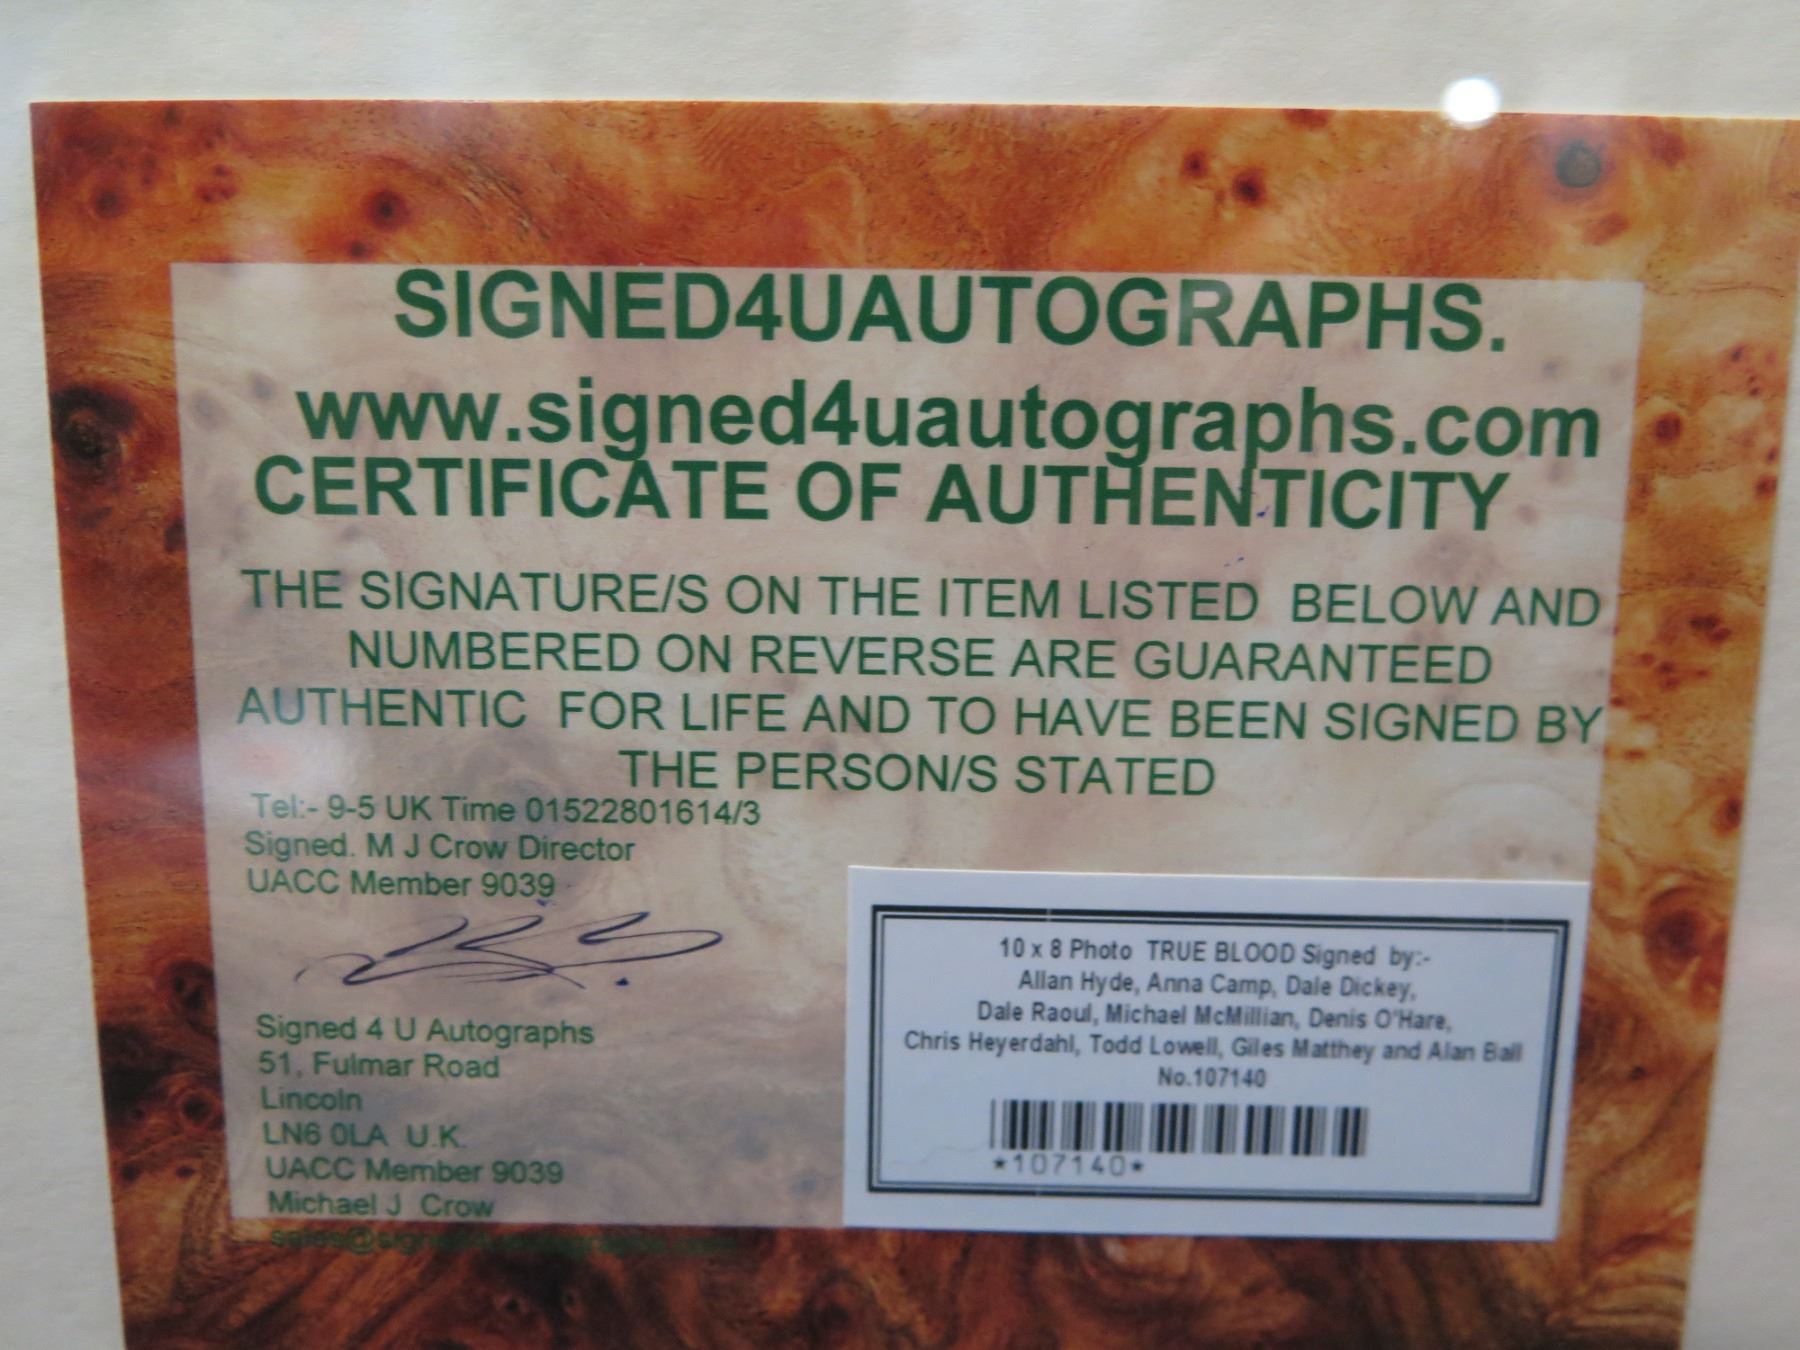 SIGNED4UAUTOGRAPHS.
www.signed4uautographs.com
CERTIFICATE OF AUTHENTICITY
THE SIGNATURE/S ON THE ITEM LISTED BELOW AND
NUMBERED ON REVERSE ARE GUARANTEED
AUTHENTIC FOR LIFE AND TO HAVE BEEN SIGNED BY
THE PERSON/S STATED
Tel:- 9-5 UK Time 01522801614/3
Signed. M J Crow Director
UACC Member 9039
Signed 4 U Autographs
51, Fulmar Road
Lincoln
LN6 0LA U.K.
UACC Member 9039
Michael J Crow
10 x 8 Photo TRUE BLOOD Signed by:-
Allan Hyde, Anna Camp, Dale Dickey,
Dale Raoul, Michael McMillian, Denis O'Hare,
Chris Heyerdahl, Todd Lowell, Giles Matthey and Alan Ball
No.107140
*107140*